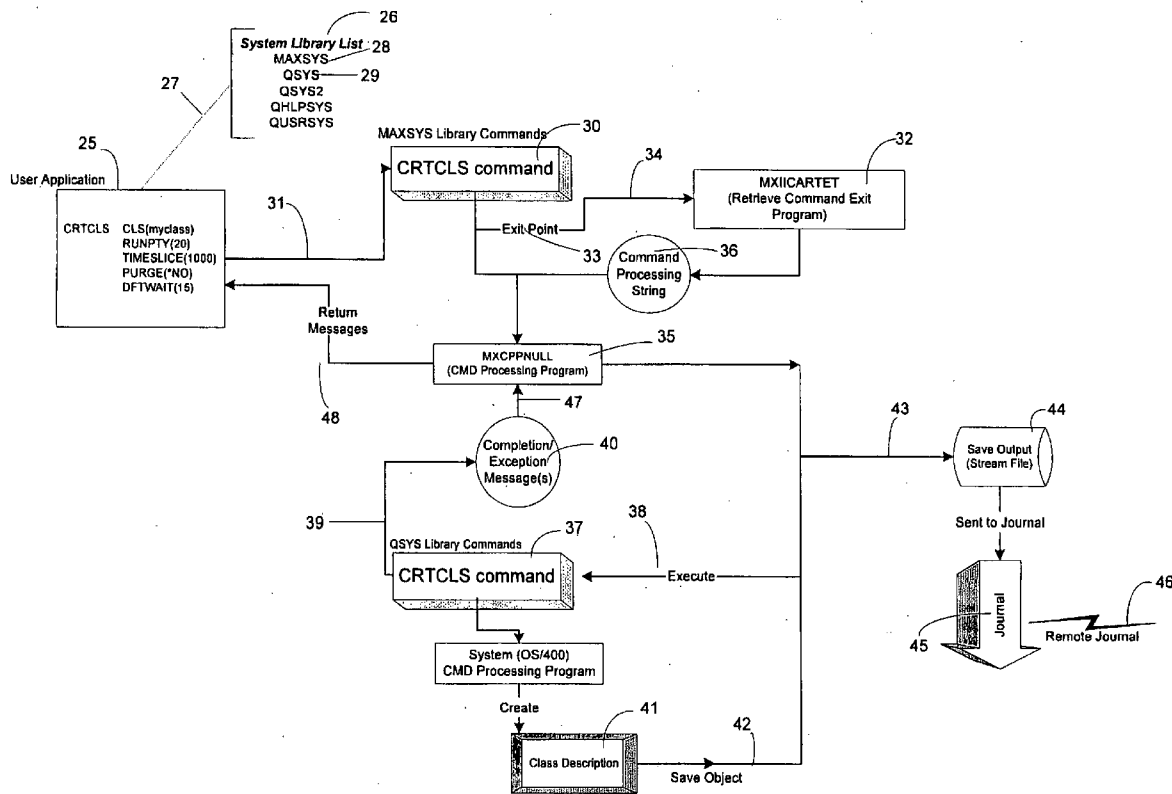 26
System Library List
MAXSYS
28
QSYS
29
QSYS2
QHLPSYS
QUSRSYS
27
25
User Application
CRTCLS CLS(myclass)
RUNPTY(20)
TIMESLICE(1000)
PURGE(*NO)
DFTWAIT(15)
31
MAXSYS Library Commands
30
CRTCLS command
34
32
MXIICARTET
(Retrieve Command Exit
Program)
Exit Point
33
36
Command
Processing
String
Return
Messages
48
35
MXCPPNULL
(CMD Processing Program)
47
Completion/
Exception
Message(s)
40
43
44
Save Output
(Stream File)
Sent to Journal
39
QSYS Library Commands
37
CRTCLS command
38
Execute
Journal
45
46
Remote Journal
System (OS/400)
CMD Processing Program
Create
41
Class Description
42
Save Object